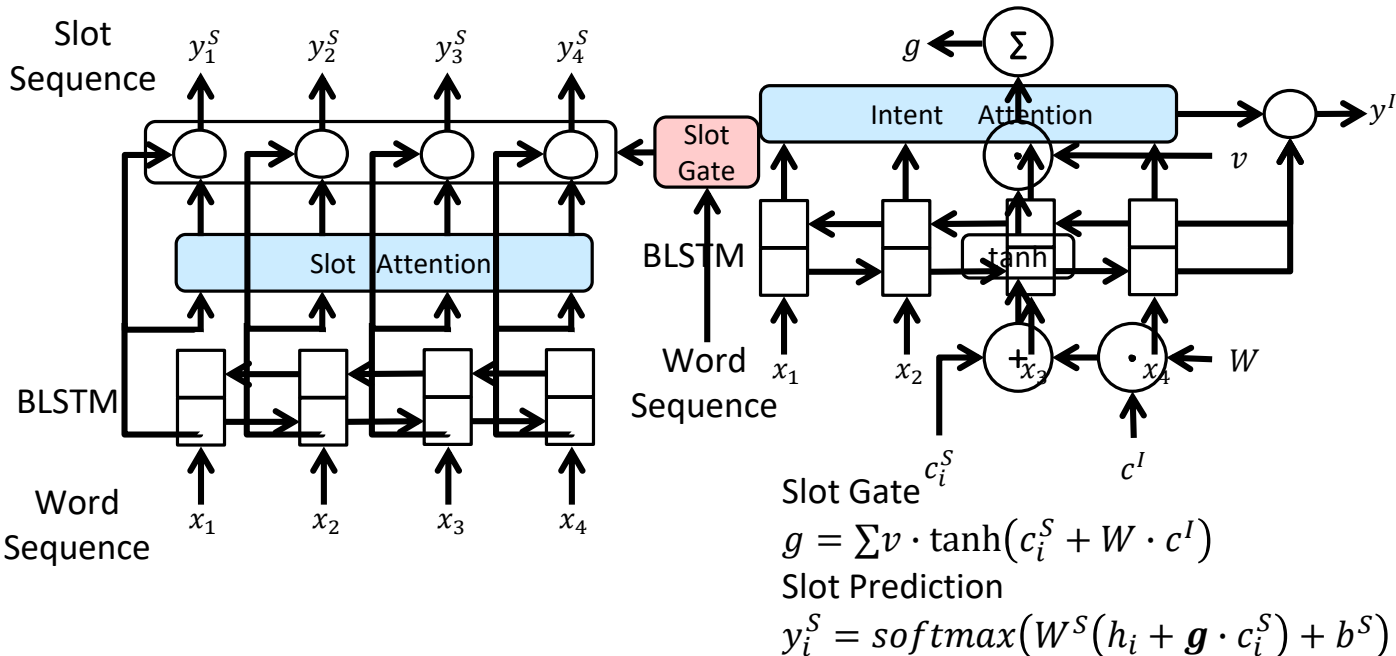 Slot
Sequence
y_1^S y_2^S y_3^S y_4^S
Slot Attention
BLSTM
Word
Sequence
x_1 x_2 x_3 x_4
Slot
Gate
Word
Sequence
g Σ
Intent Attention
y^I
· v
BLSTM
tanh
x_1 x_2 x_3 x_4
+ · W
c_i^S c^I
Slot Gate
g = ∑v · tanh(c_i^S + W · c^I)
Slot Prediction
y_i^S = softmax(W^S(h_i + g · c_i^S) + b^S)